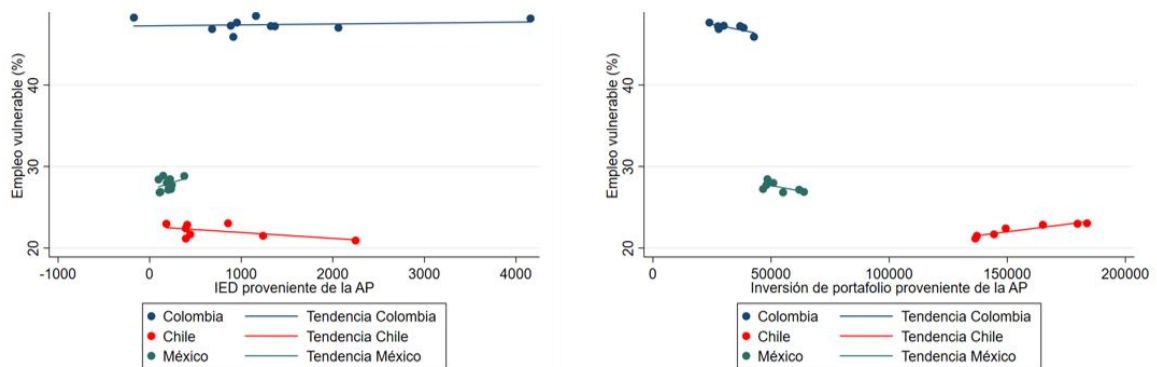 Empleo vulnerable (%)
40
30
20
-1000 0 1000 2000 3000 4000
IED proveniente de la AP
Colombia Tendencia Colombia
Chile Tendencia Chile
México Tendencia México
Empleo vulnerable (%)
40
30
20
0 50000 100000 150000 200000
Inversión de portafolio proveniente de la AP
Colombia Tendencia Colombia
Chile Tendencia Chile
México Tendencia México